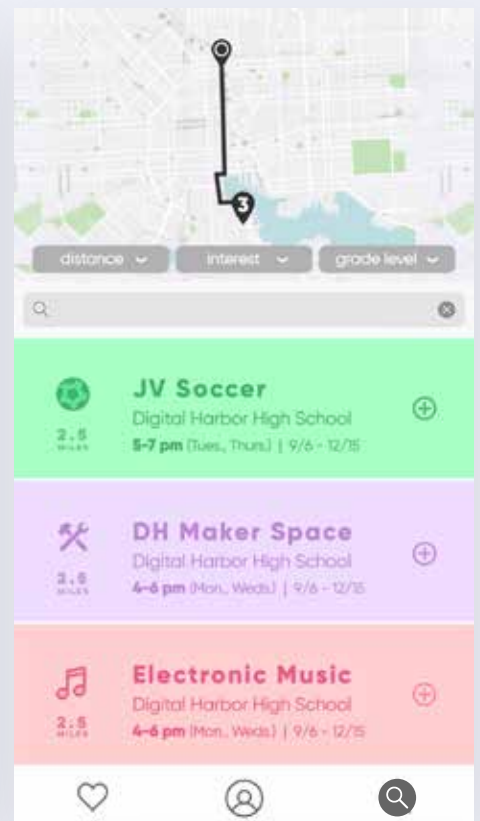 3
distance
interest
grade level
JV Soccer
Digital Harbor High School
2.5
MILES
5-7 pm (Tues., Thurs.) | 9/6 - 12/15
DH Maker Space
Digital Harbor High School
2.5
MILES
4-6 pm (Mon., Weds.) | 9/6 - 12/15
Electronic Music
Digital Harbor High School
2.5
MILES
4-6 pm (Mon., Weds.) | 9/6 - 12/15